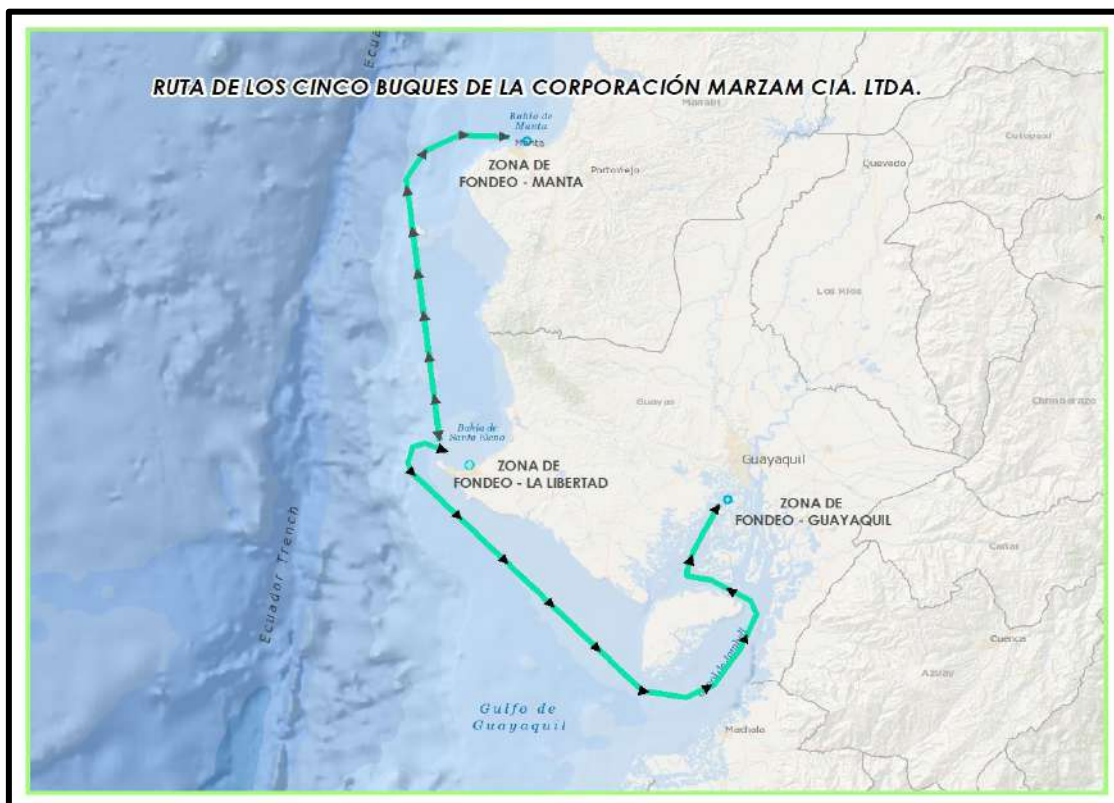 Ecua
RUTA DE LOS CINCO BUQUES DE LA CORPORACIÓN MARZAM CIA. LTDA.
Manabí
Cotopaxi
Bahía de
Manta
Manta
ZONA DE
FONDEO - MANTA
Portoviejo
Quevedo
Los Ríos
Chimborazo
Guayas
Bahía de
Santa Elena
ZONA DE
FONDEO - LA LIBERTAD
Guayaquil
ZONA DE
FONDEO - GUAYAQUIL
Ecuador Trench
Cañar
Cuenca
Azuay
Gulfo de
Guayaquil
Machala